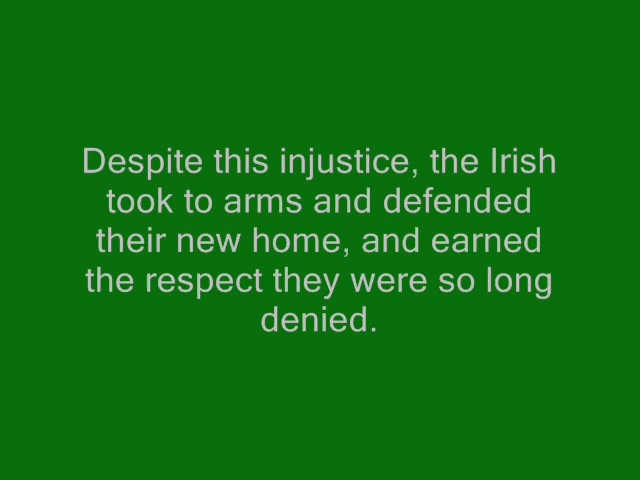 Despite this injustice, the Irish
took to arms and defended
their new home, and earned
the respect they were so long
denied.